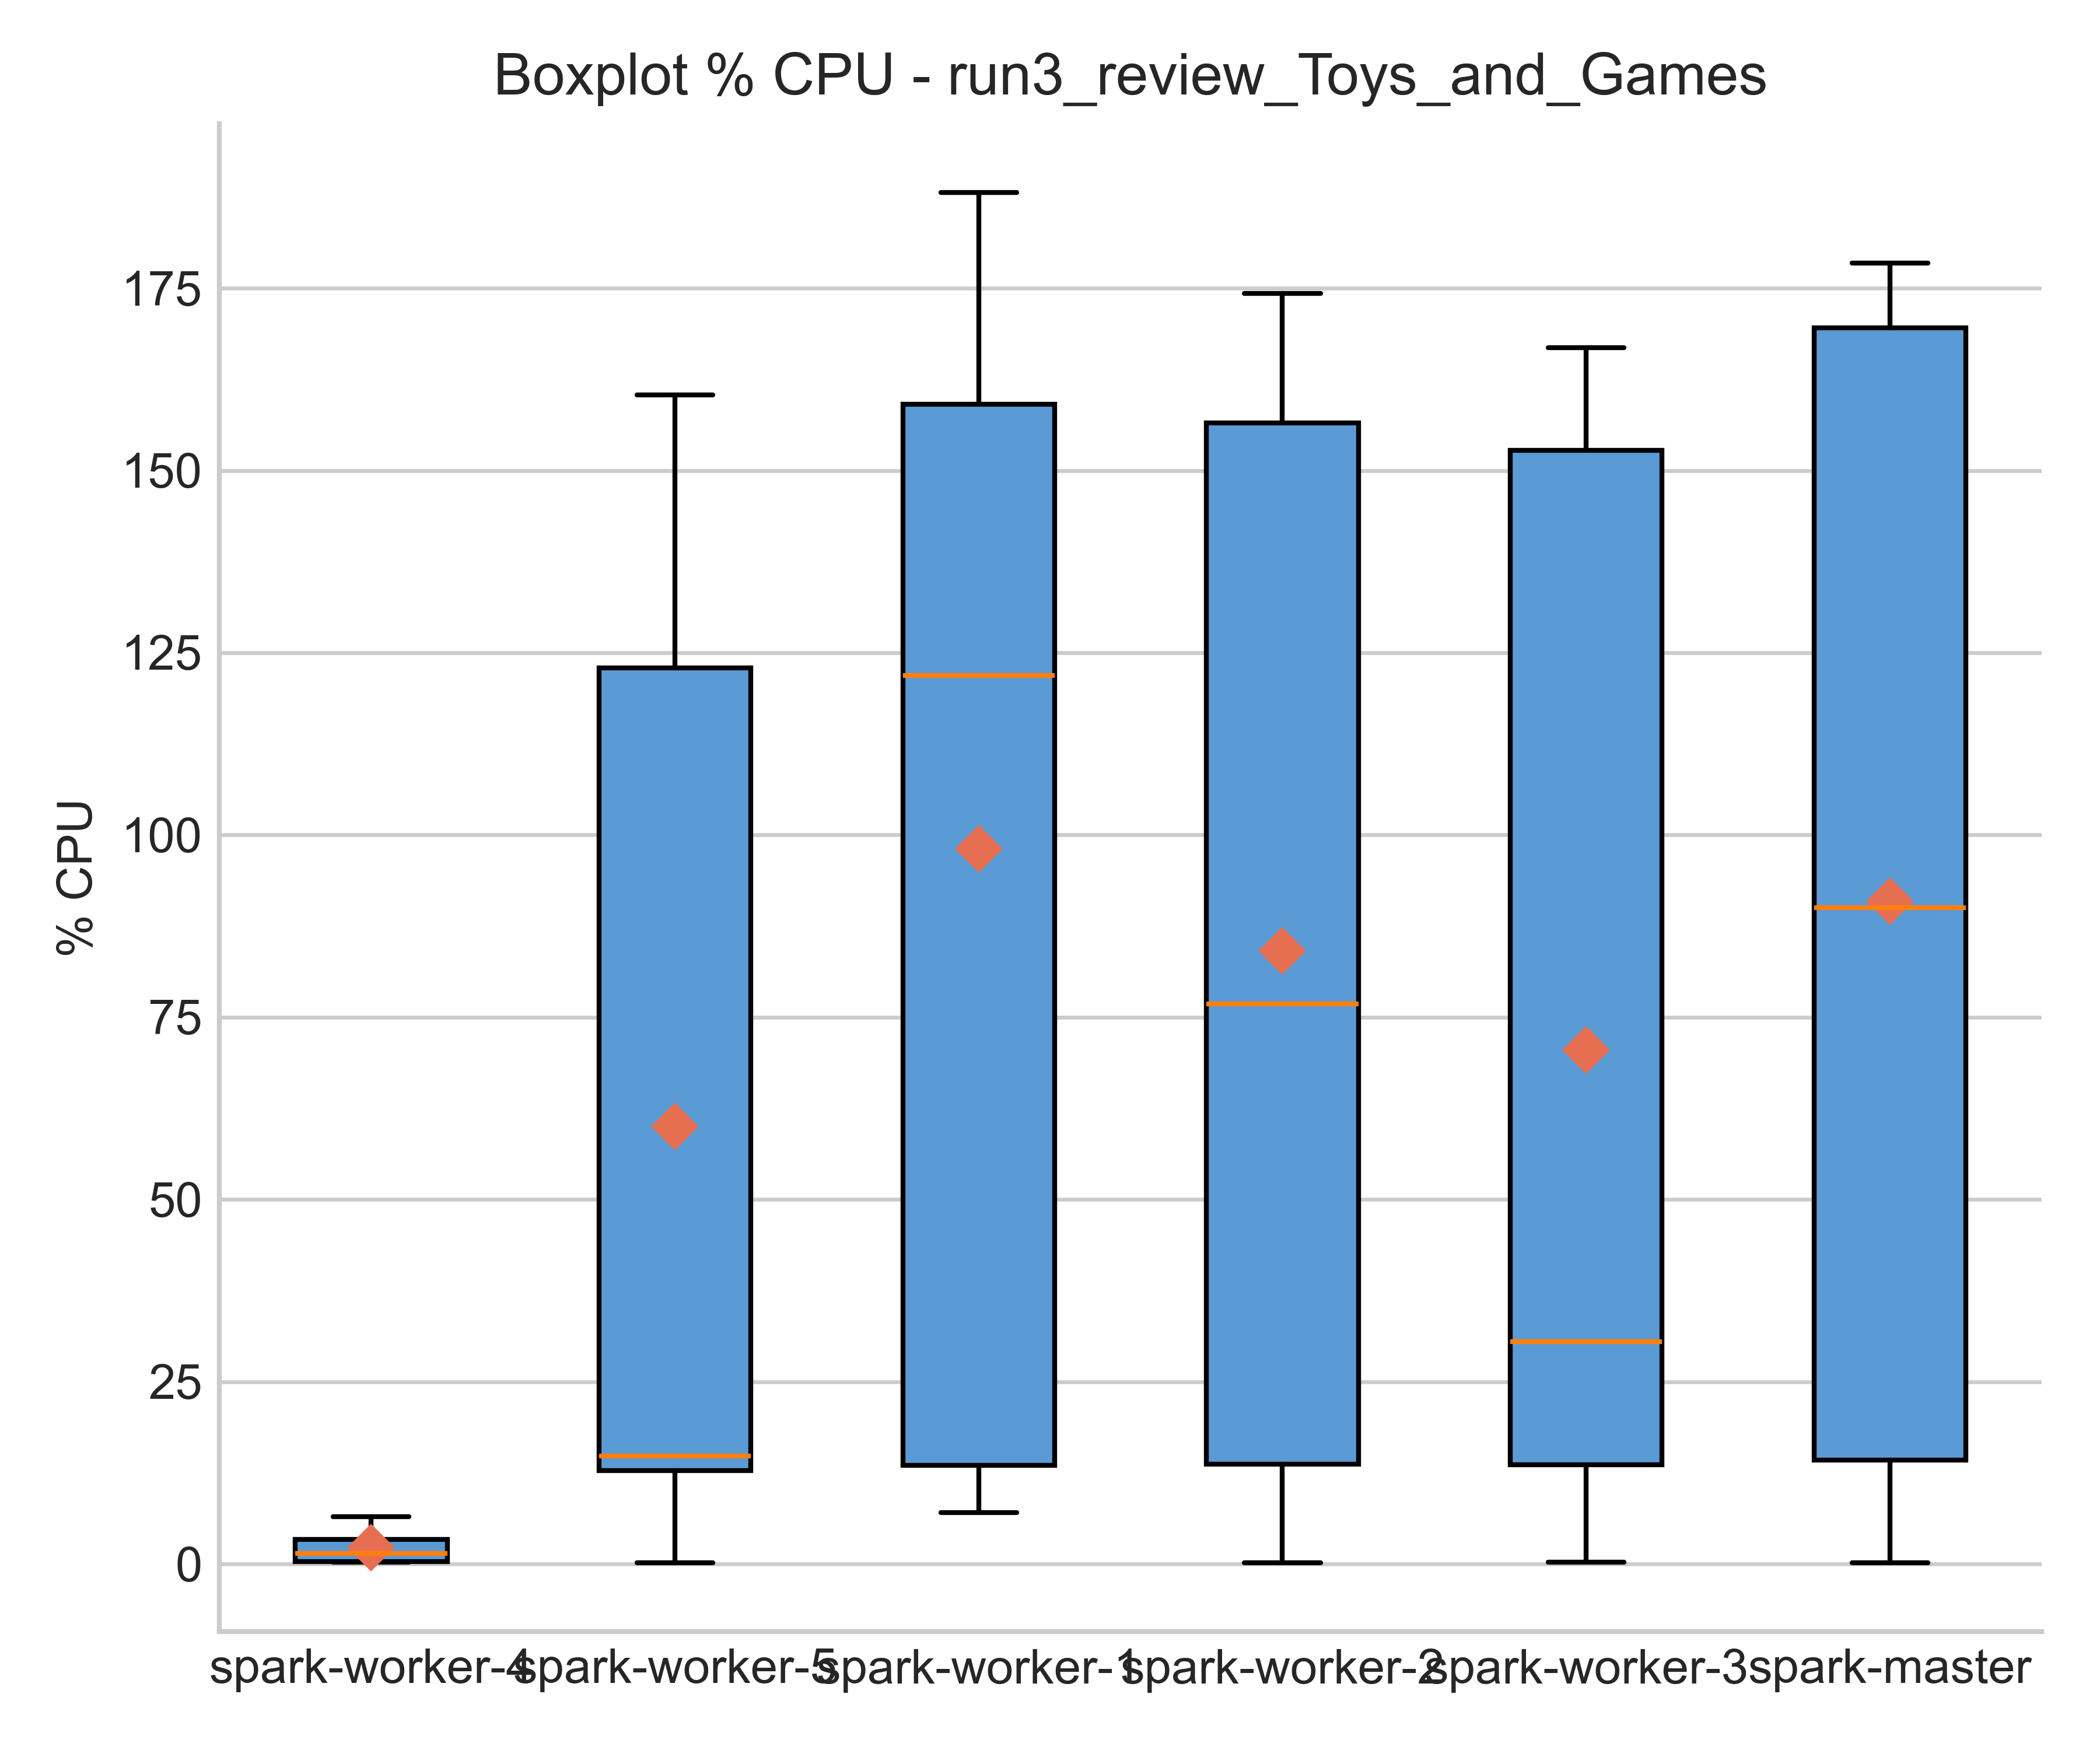 Boxplot % CPU - run3_review_Toys_and_Games
% CPU
175
150
125
100
75
50
25
0
spark-worker-4 spark-worker-5 spark-worker-1 spark-worker-2 spark-worker-3 spark-master